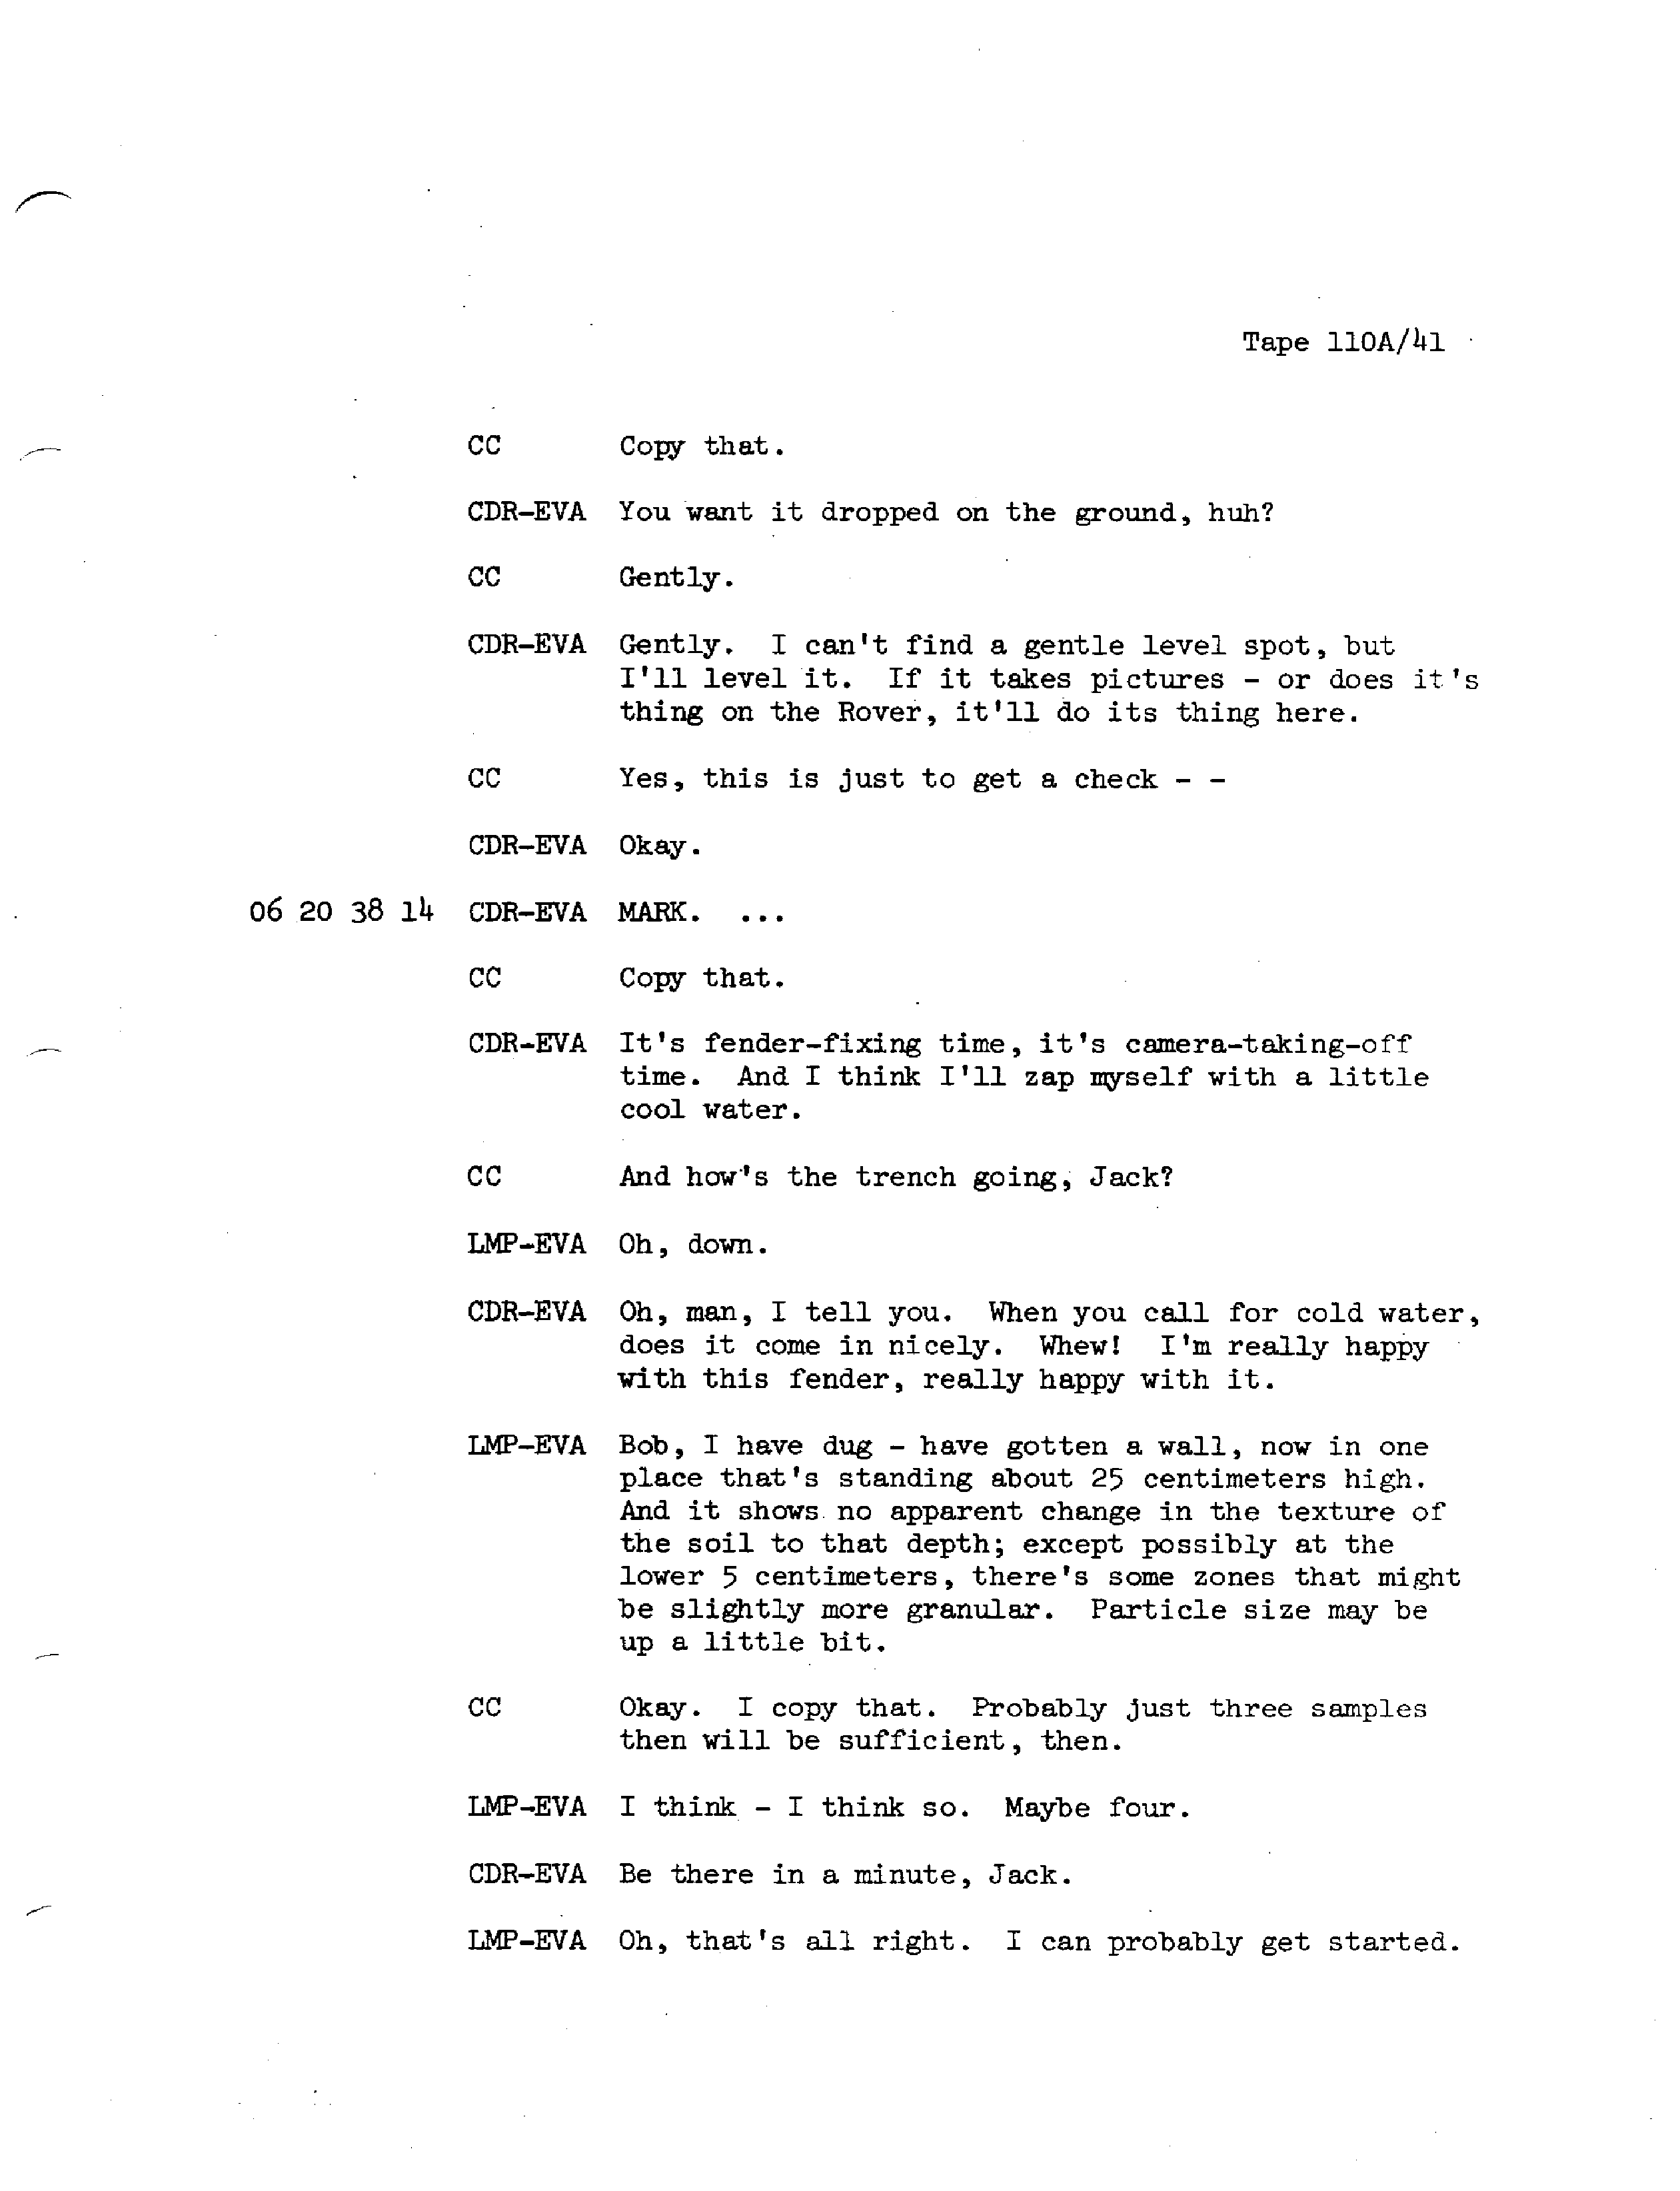 Tape 110A/41
CC Copy that.
CDR-EVA You want it dropped on the ground, huh?
CC Gently.
CDR-EVA Gently. I can't find a gentle level spot, but
I'll level it. If it takes pictures - or does it's
thing on the Rover, it'll do its thing here.
CC Yes, this is just to get a check - -
CDR-EVA Okay.
06 20 38 14 CDR-EVA MARK. ...
CC Copy that.
CDR-EVA It's fender-fixing time, it's camera-taking-off
time. And I think I'll zap myself with a little
cool water.
CC And how's the trench going, Jack?
LMP-EVA Oh, down.
CDR-EVA Oh, man, I tell you. When you call for cold water,
does it come in nicely. Whew! I'm really happy
with this fender, really happy with it.
LMP-EVA Bob, I have dug - have gotten a wall, now in one
place that's standing about 25 centimeters high.
And it shows no apparent change in the texture of
the soil to that depth; except possibly at the
lower 5 centimeters, there's some zones that might
be slightly more granular. Particle size may be
up a little bit.
CC Okay. I copy that. Probably just three samples
then will be sufficient, then.
LMP-EVA I think - I think so. Maybe four.
CDR-EVA Be there in a minute, Jack.
LMP-EVA Oh, that's all right. I can probably get started.